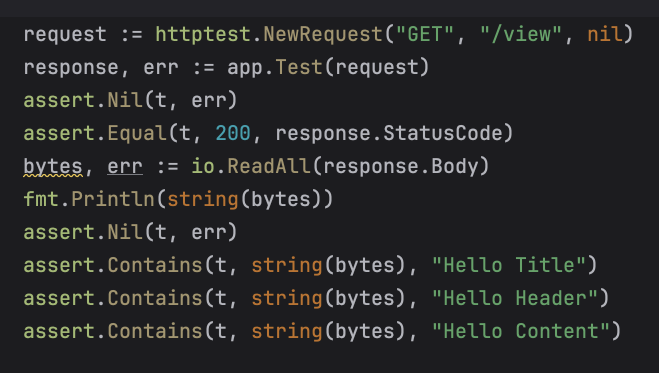 request := httptest.NewRequest("GET", "/view", nil)
response, err := app.Test(request)
assert.Nil(t, err)
assert.Equal(t, 200, response.StatusCode)
bytes, err := io.ReadAll(response.Body)
fmt.Println(string(bytes))
assert.Nil(t, err)
assert.Contains(t, string(bytes), "Hello Title")
assert.Contains(t, string(bytes), "Hello Header")
assert.Contains(t, string(bytes), "Hello Content")